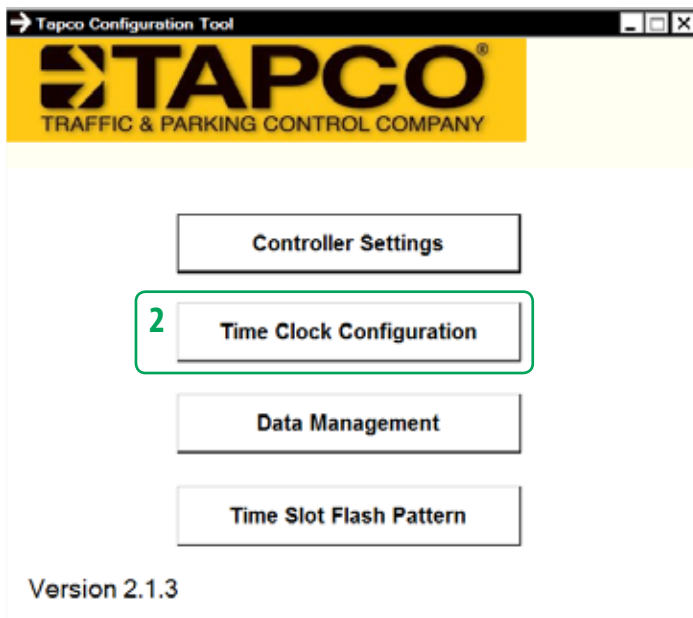 Tapco Configuration Tool
TAPCO®
TRAFFIC & PARKING CONTROL COMPANY
Controller Settings
2
Time Clock Configuration
Data Management
Time Slot Flash Pattern
Version 2.1.3